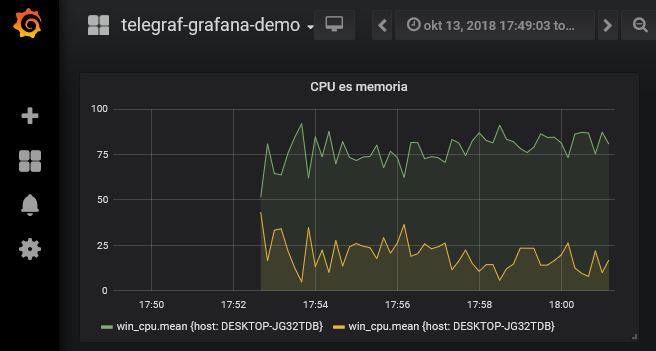 telegraf-grafana-demo
okt 13, 2018 17:49:03 to...
CPU es memoria
100
75
50
25
0
17:50 17:52 17:54 17:56 17:58 18:00
win_cpu.mean {host: DESKTOP-JG32TDB} win_cpu.mean {host: DESKTOP-JG32TDB}